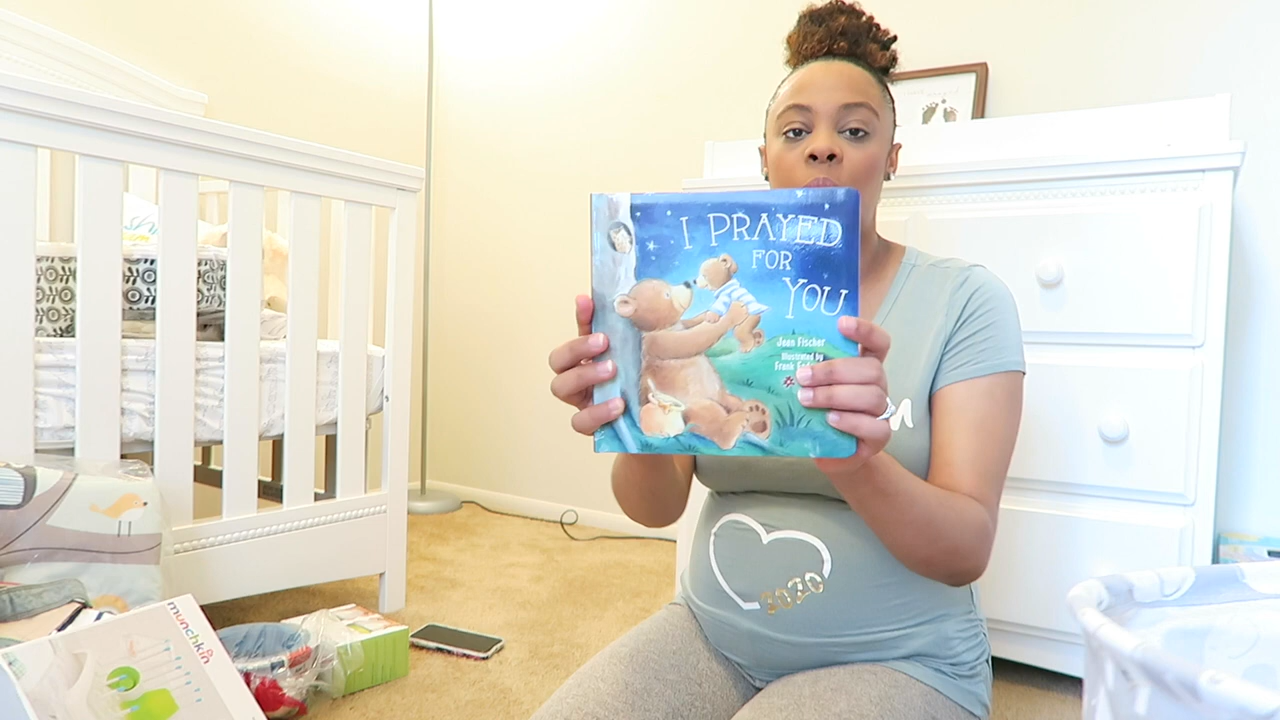 I PRAYED
FOR
YOU
Jean Fischer
Illustrated by
Frank
2020
munchkin